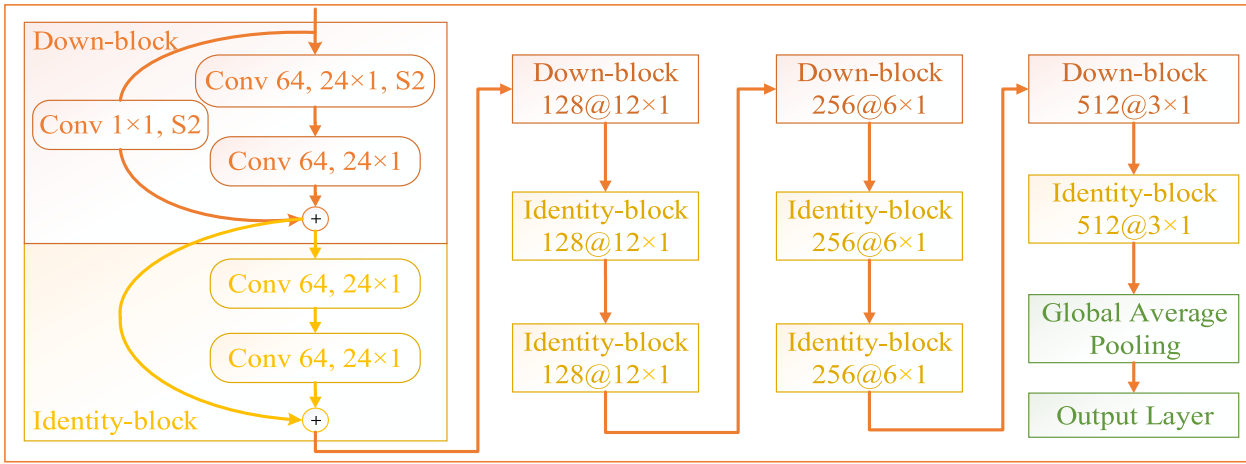 Down-block
Conv 64, 24×1, S2
Conv 1×1, S2
Conv 64, 24×1
+
Conv 64, 24×1
Conv 64, 24×1
+
Identity-block
Down-block
128@12×1
Identity-block
128@12×1
Identity-block
128@12×1
Down-block
256@6×1
Identity-block
256@6×1
Identity-block
256@6×1
Down-block
512@3×1
Identity-block
512@3×1
Global Average
Pooling
Output Layer